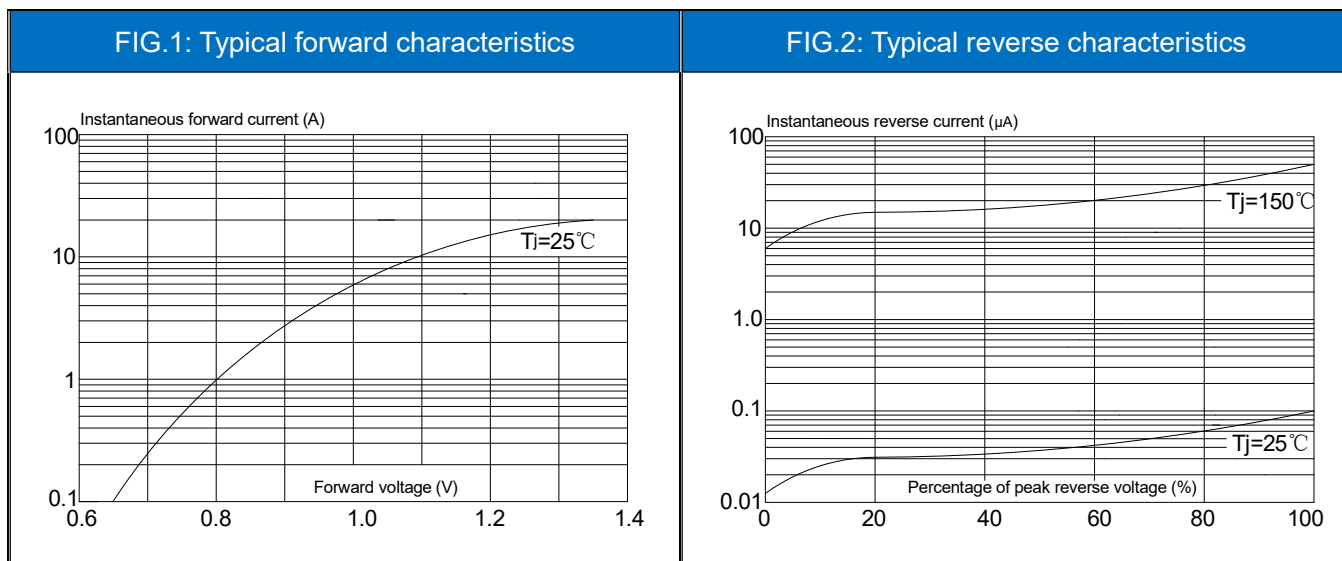 FIG.1: Typical forward characteristics
FIG.2: Typical reverse characteristics
Instantaneous forward current (A)
100
10
1
0.1
Tj=25℃
Forward voltage (V)
0.6 0.8 1.0 1.2 1.4
Instantaneous reverse current (μA)
100
10
1.0
0.1
0.01
Tj=150℃
Tj=25℃
Percentage of peak reverse voltage (%)
0 20 40 60 80 100